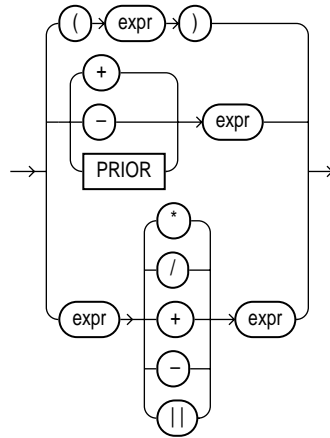 ( expr )
+
−
expr
PRIOR
*
/
expr + expr
−
||